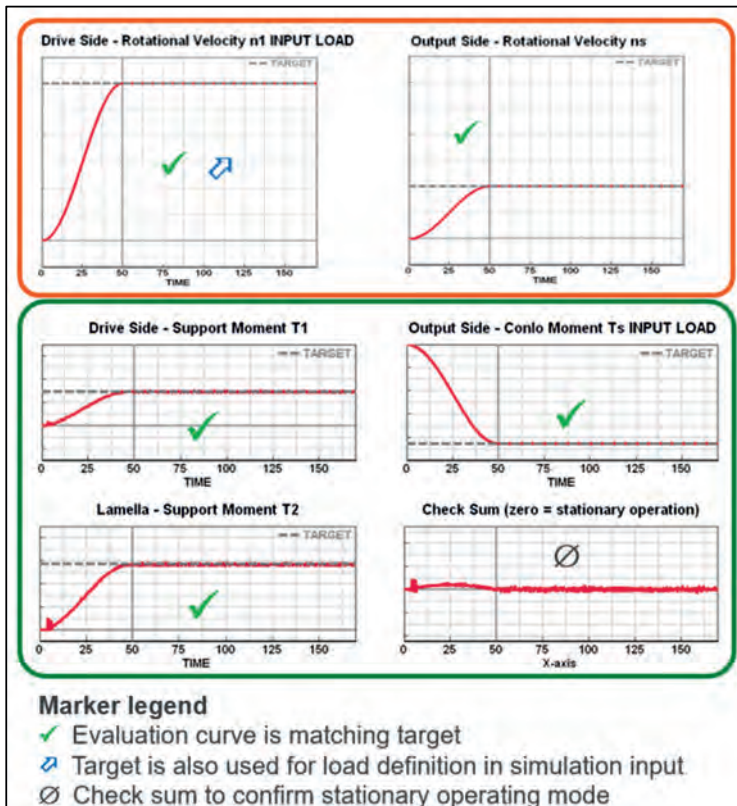 Drive Side - Rotational Velocity n1 INPUT LOAD
TARGET
0 25 50 75 100 125 150
TIME
Output Side - Rotational Velocity ns
TARGET
0 25 50 75 100 125 150
TIME
Drive Side - Support Moment T1
TARGET
0 25 50 75 100 125 150
TIME
Output Side - Conlo Moment Ts INPUT LOAD
TARGET
0 25 50 75 100 125 150
TIME
Lamella - Support Moment T2
TARGET
0 25 50 75 100 125 150
TIME
Check Sum (zero = stationary operation)
Ø
0 25 50 75 100 125 150
X-axis
Marker legend
✓ Evaluation curve is matching target
⬀ Target is also used for load definition in simulation input
Ø Check sum to confirm stationary operating mode